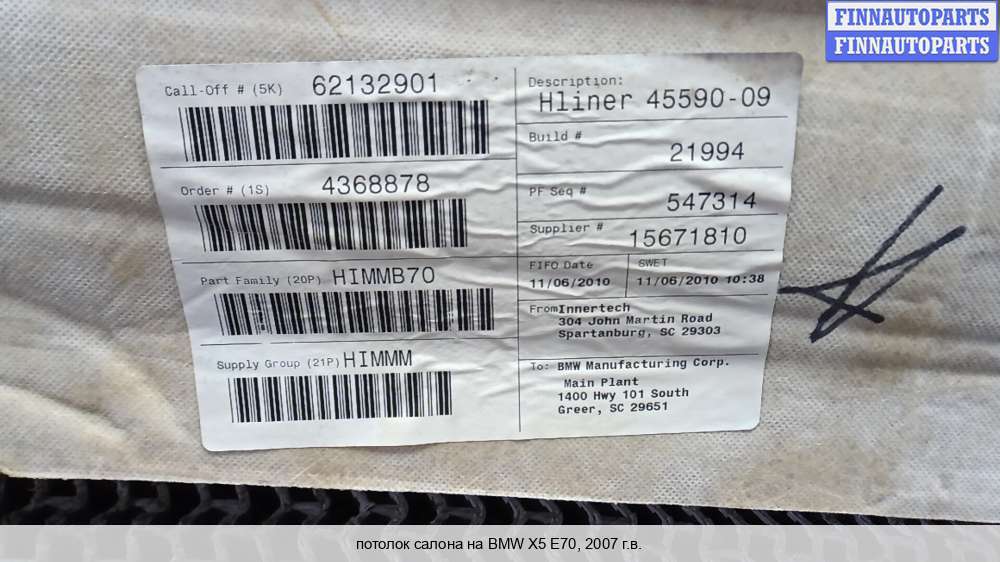 FINNAUTOPARTS
FINNAUTOPARTS
Call-Off # (5K) 62132901
Order # (1S) 4368878
Part Family (20P) HIMMB70
Supply Group (21P) HIMMM
Description:
Hliner 45590-09
Build #
21994
PF Seq #
547314
Supplier #
15671810
FIFO Date
11/06/2010
SWET
11/06/2010 10:38
From Innertech
304 John Martin Road
Spartanburg, SC 29303
To: BMW Manufacturing Corp.
Main Plant
1400 Hwy 101 South
Greer, SC 29651
потолок салона на BMW X5 E70, 2007 г.в.